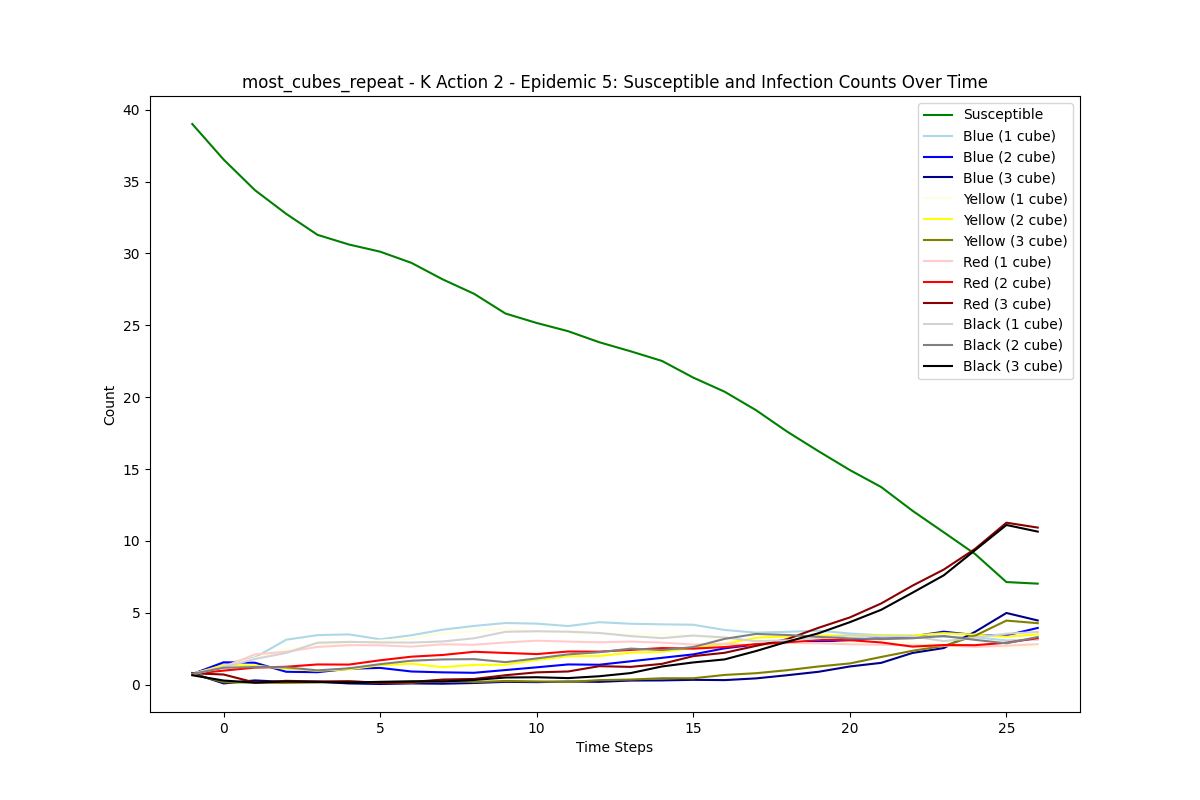 most_cubes_repeat - K Action 2 - Epidemic 5: Susceptible and Infection Counts Over Time
40
35
30
25
20
15
10
5
0
Count
Susceptible
Blue (1 cube)
Blue (2 cube)
Blue (3 cube)
Yellow (1 cube)
Yellow (2 cube)
Yellow (3 cube)
Red (1 cube)
Red (2 cube)
Red (3 cube)
Black (1 cube)
Black (2 cube)
Black (3 cube)
0 5 10 15 20 25
Time Steps